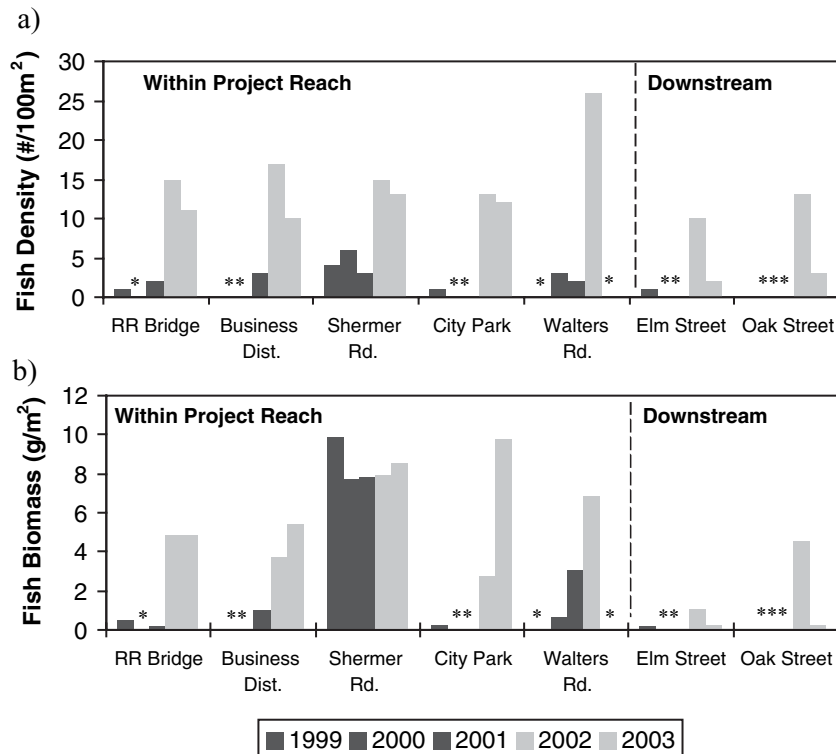 a)
Fish Density (#/100m²)
30
25
20
15
10
5
0
Within Project Reach
Downstream
* ** ** * * ** ***
RR Bridge
Business Dist.
Shermer Rd.
City Park
Walters Rd.
Elm Street
Oak Street
b)
Fish Biomass (g/m²)
12
10
8
6
4
2
0
Within Project Reach
Downstream
* ** ** * * ** ***
RR Bridge
Business Dist.
Shermer Rd.
City Park
Walters Rd.
Elm Street
Oak Street
1999 2000 2001 2002 2003